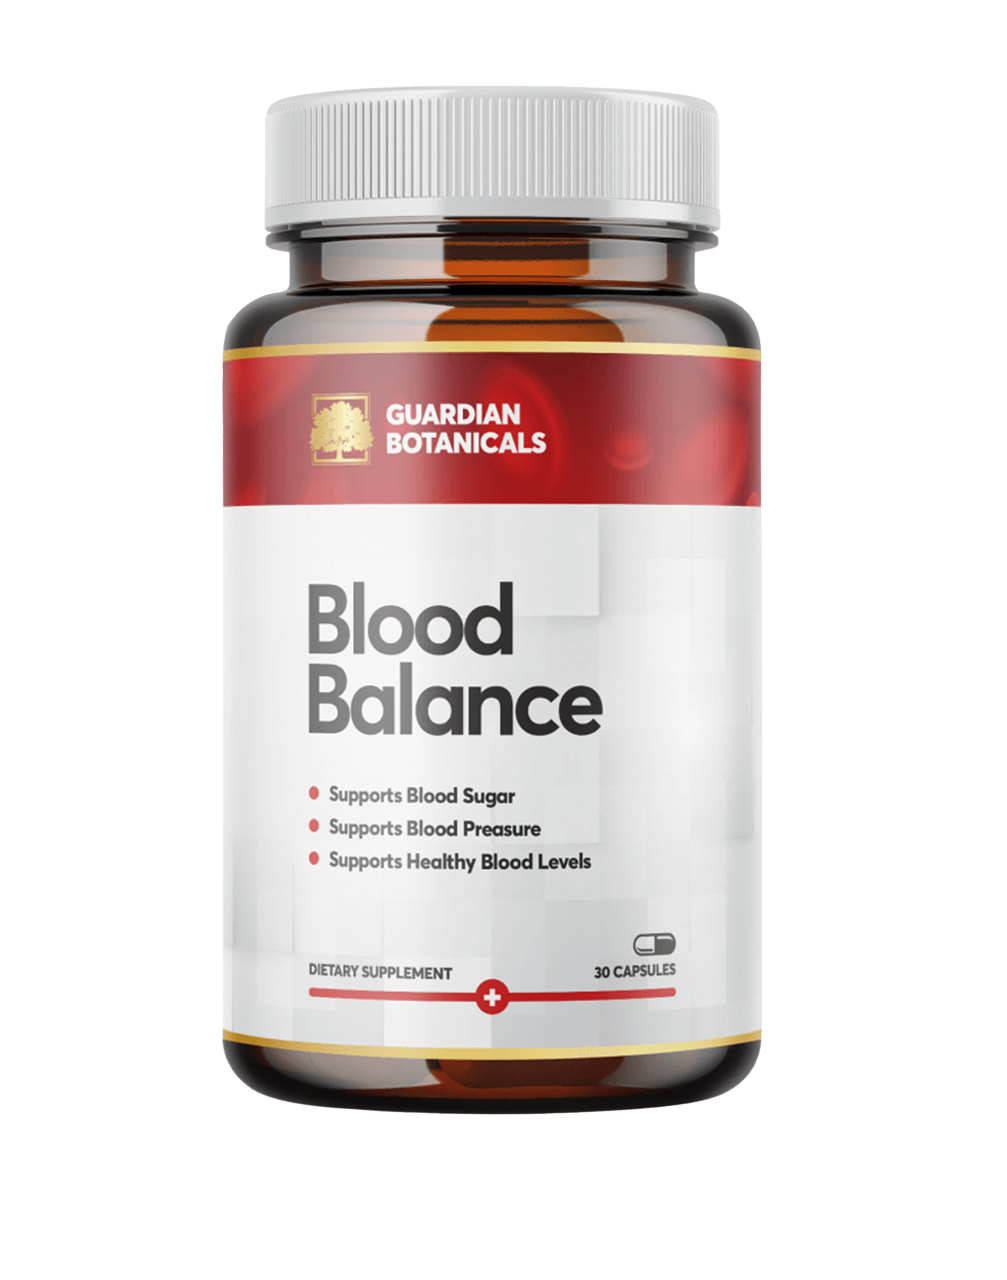 GUARDIAN
BOTANICALS
Blood
Balance
Supports Blood Sugar
Supports Blood Preasure
Supports Healthy Blood Levels
DIETARY SUPPLEMENT
30 CAPSULES